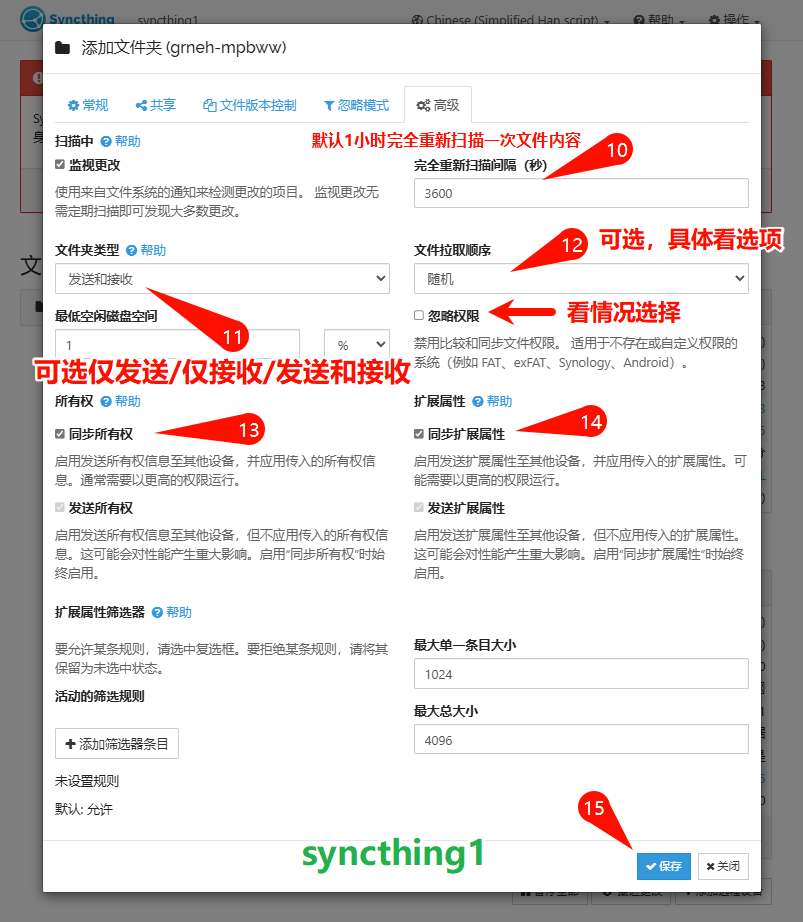 Syncthing
syncthing1
Chinese (Simplified Han script)
帮助
操作
添加文件夹 (grneh-mpbww)
常规
共享
文件版本控制
忽略模式
高级
扫描中
帮助
默认1小时完全重新扫描一次文件内容
10
监视更改
完全重新扫描间隔（秒）
使用来自文件系统的通知来检测更改的项目。 监视更改无
需定期扫描即可发现大多数更改。
3600
文件夹类型
帮助
文件拉取顺序
12
可选，具体看选项
发送和接收
随机
最低空闲磁盘空间
11
忽略权限
看情况选择
1
%
禁用比较和同步文件权限。 适用于不存在或自定义权限的
系统（例如 FAT、exFAT、Synology、Android）。
可选仅发送/仅接收/发送和接收
所有权
帮助
扩展属性
帮助
同步所有权
13
同步扩展属性
14
启用发送所有权信息至其他设备，并应用传入的所有权信
息。通常需要以更高的权限运行。
启用发送扩展属性至其他设备，并应用传入的扩展属性。可
能需要以更高的权限运行。
发送所有权
发送扩展属性
启用发送所有权信息至其他设备，但不应用传入的所有权信
息。这可能会对性能产生重大影响。启用“同步所有权”时始
终启用。
启用发送扩展属性至其他设备，但不应用传入的扩展属性。
这可能会对性能产生重大影响。启用“同步扩展属性”时始终
启用。
扩展属性筛选器
帮助
要允许某条规则，请选中复选框。要拒绝某条规则，请将其
保留为未选中状态。
最大单一条目大小
1024
活动的筛选规则
最大总大小
添加筛选器条目
4096
未设置规则
默认: 允许
15
syncthing1
保存
关闭